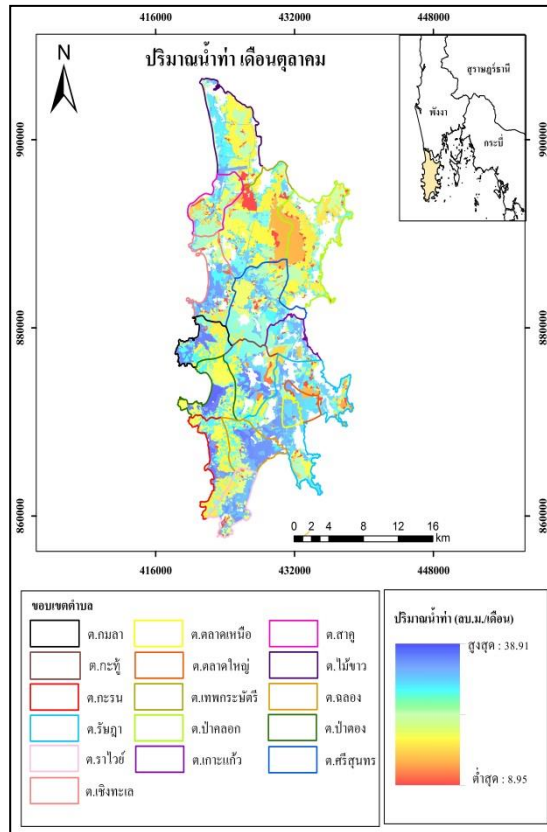 416000 432000 448000
N
ปริมาณน้ำท่า เดือนตุลาคม
สุราษฎร์ธานี
พังงา
กระบี่
900000 900000
880000 880000
860000 860000
0 1 2 4 8 12 16
km
416000 432000 448000
ขอบเขตตำบล
ต.กมลา ต.ตลาดเหนือ ต.สาคู
ต.กะทู้ ต.ตลาดใหญ่ ต.ไม้ขาว
ต.กะรน ต.เทพกระษัตรี ต.ฉลอง
ต.รัษฎา ต.ป่าคลอก ต.ป่าตอง
ต.ราไวย์ ต.เกาะแก้ว ต.ศรีสุนทร
ต.เชิงทะเล
ปริมาณน้ำท่า (ลบ.ม./เดือน)
สูงสุด : 38.91
ต่ำสุด : 8.95